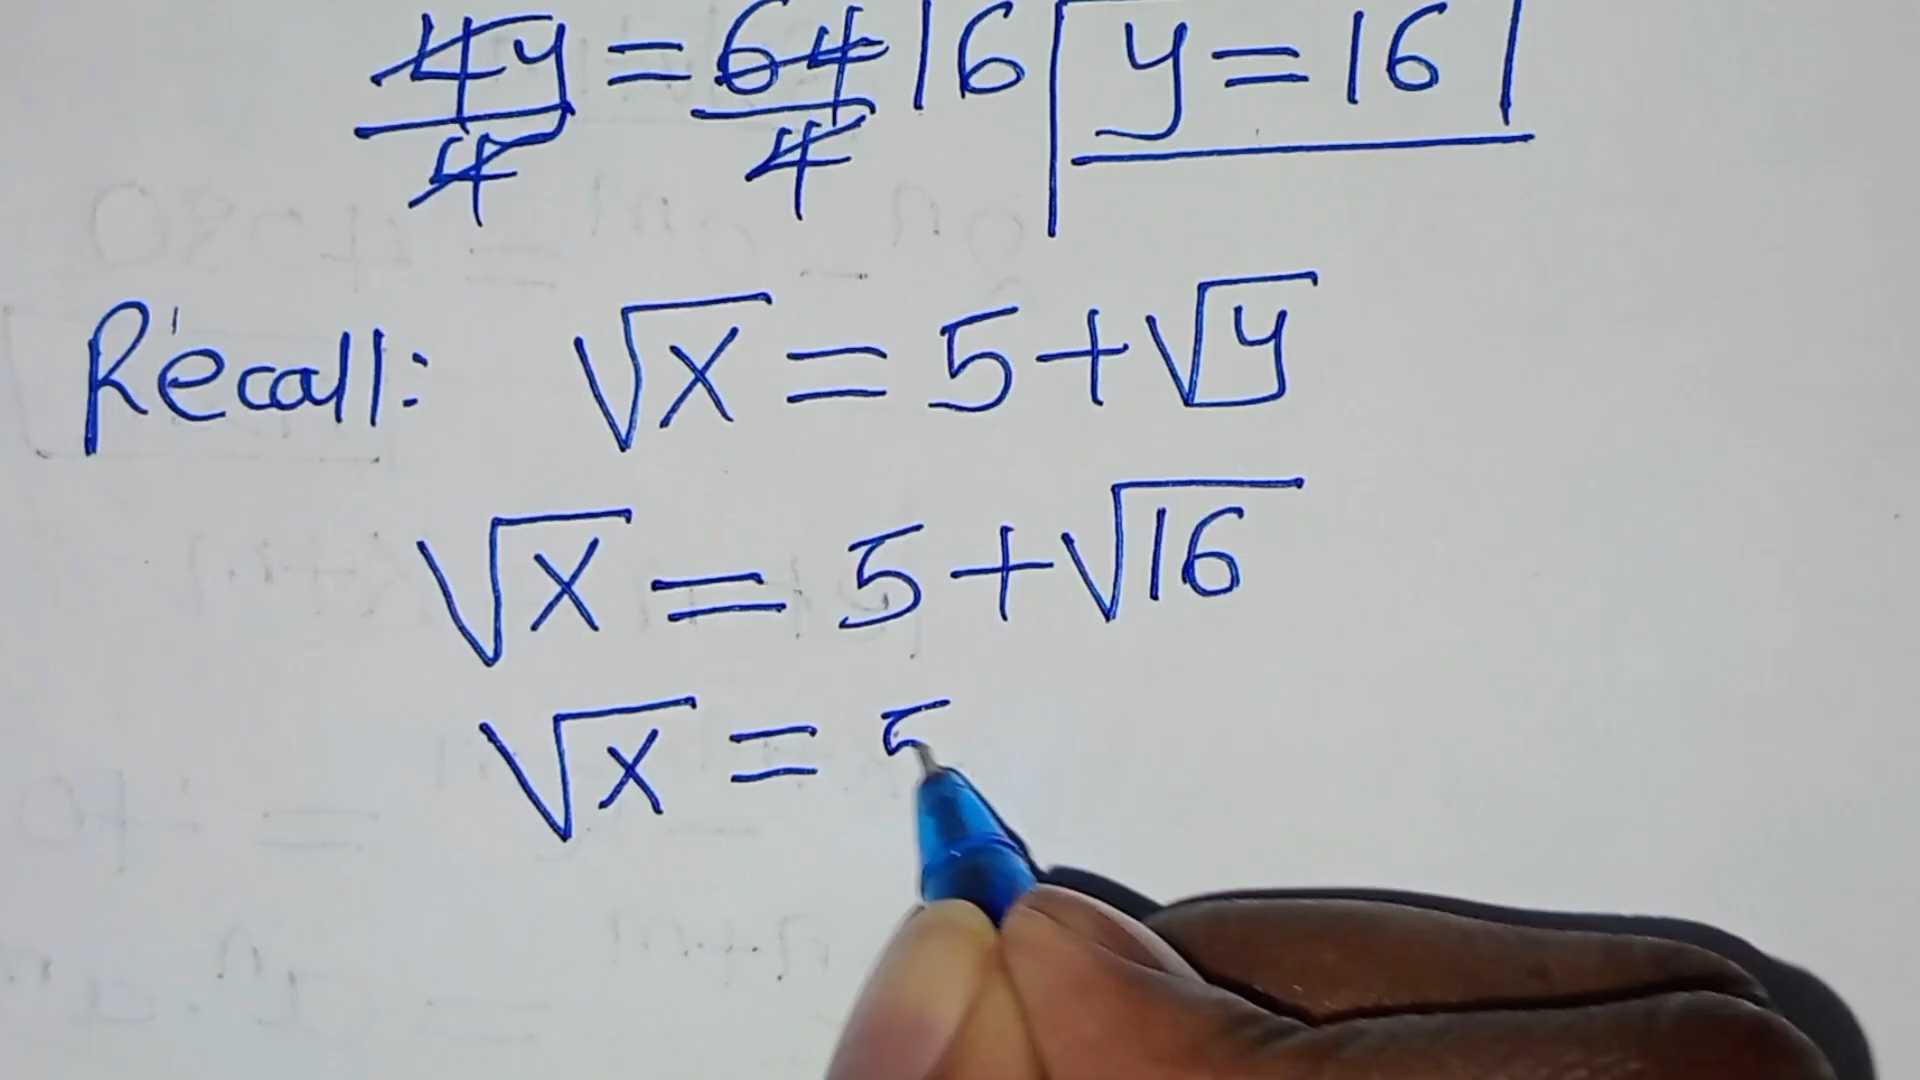 4y/4 = 64/4 16 y = 16
Recall: √x = 5 + √y
√x = 5 + √16
√x = 5